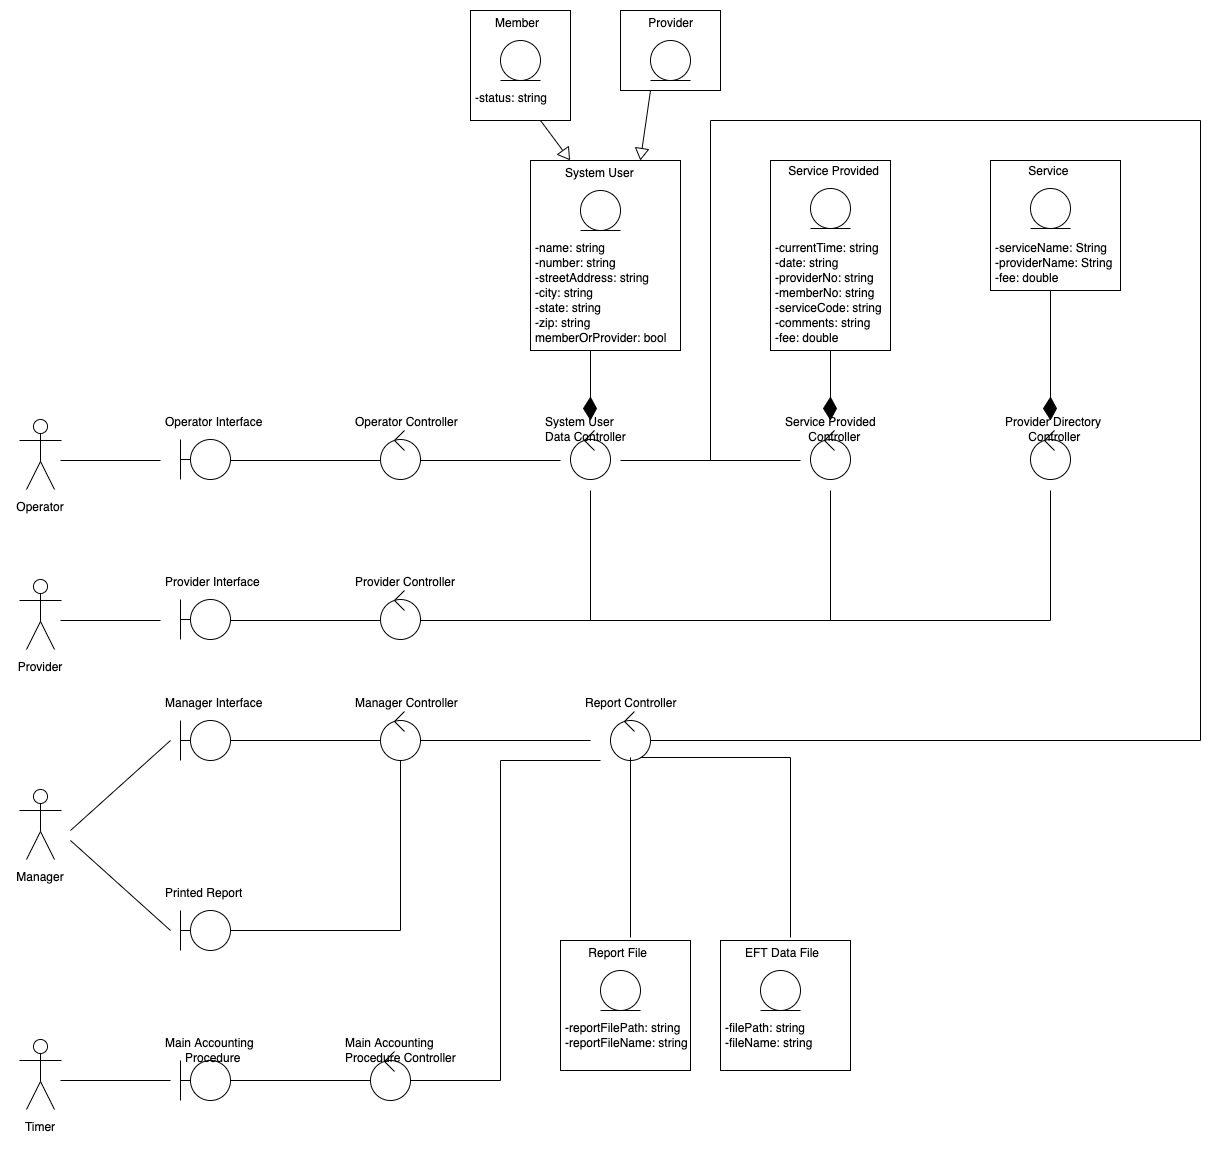 Member
Provider
-status: string
System User
-name: string
-number: string
-streetAddress: string
-city: string
-state: string
-zip: string
memberOrProvider: bool
Service Provided
-currentTime: string
-date: string
-providerNo: string
-memberNo: string
-serviceCode: string
-comments: string
-fee: double
Service
-serviceName: String
-providerName: String
-fee: double
Operator Interface
Operator Controller
System User
Data Controller
Service Provided
Controller
Provider Directory
Controller
Operator
Provider Interface
Provider Controller
Provider
Manager Interface
Manager Controller
Report Controller
Manager
Printed Report
Report File
-reportFilePath: string
-reportFileName: string
EFT Data File
-filePath: string
-fileName: string
Main Accounting
Procedure
Main Accounting
Procedure Controller
Timer